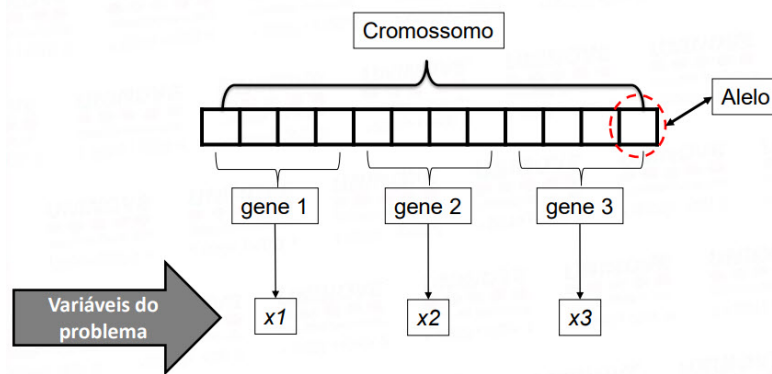 Cromossomo
Alelo
gene 1
gene 2
gene 3
Variáveis do
problema
x1
x2
x3